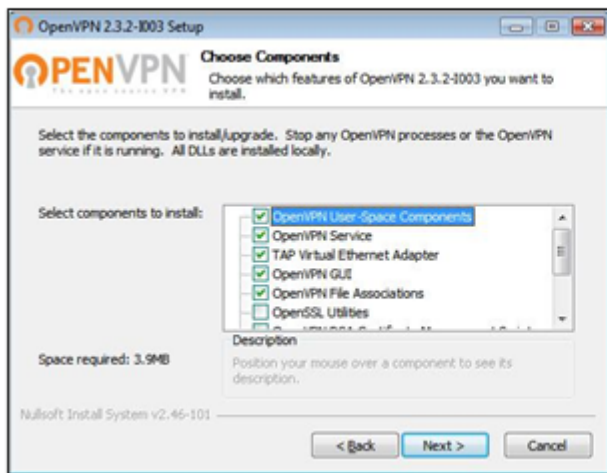 OpenVPN 2.3.2-I003 Setup
OPENVPN
The open source VPN
Choose Components
Choose which features of OpenVPN 2.3.2-I003 you want to
install.
Select the components to install/upgrade. Stop any OpenVPN processes or the OpenVPN
service if it is running. All DLLs are installed locally.
Select components to install:
OpenVPN User-Space Components
OpenVPN Service
TAP Virtual Ethernet Adapter
OpenVPN GUI
OpenVPN File Associations
OpenSSL Utilities
Space required: 3.9MB
Description
Position your mouse over a component to see its
description.
Nullsoft Install System v2.46-101
< Back
Next >
Cancel